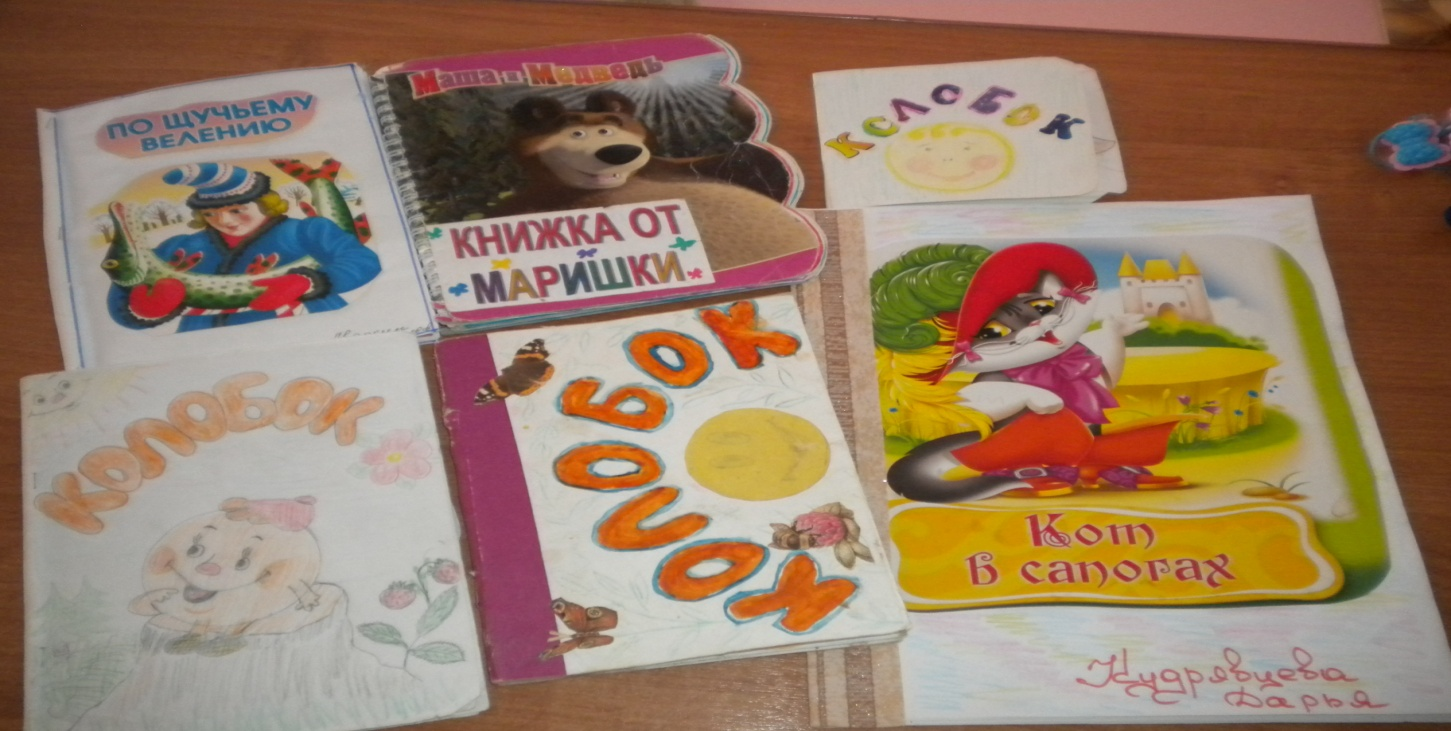 ПО ЩУЧЬЕМУ
ВЕЛЕНИЮ
Маша и Медведь
КНИЖКА ОТ
МАРИШКИ
КОЛОБОК
КОЛОБОК
КОЛОБОК
Кот
в сапогах
Кудрявцева
Дарья